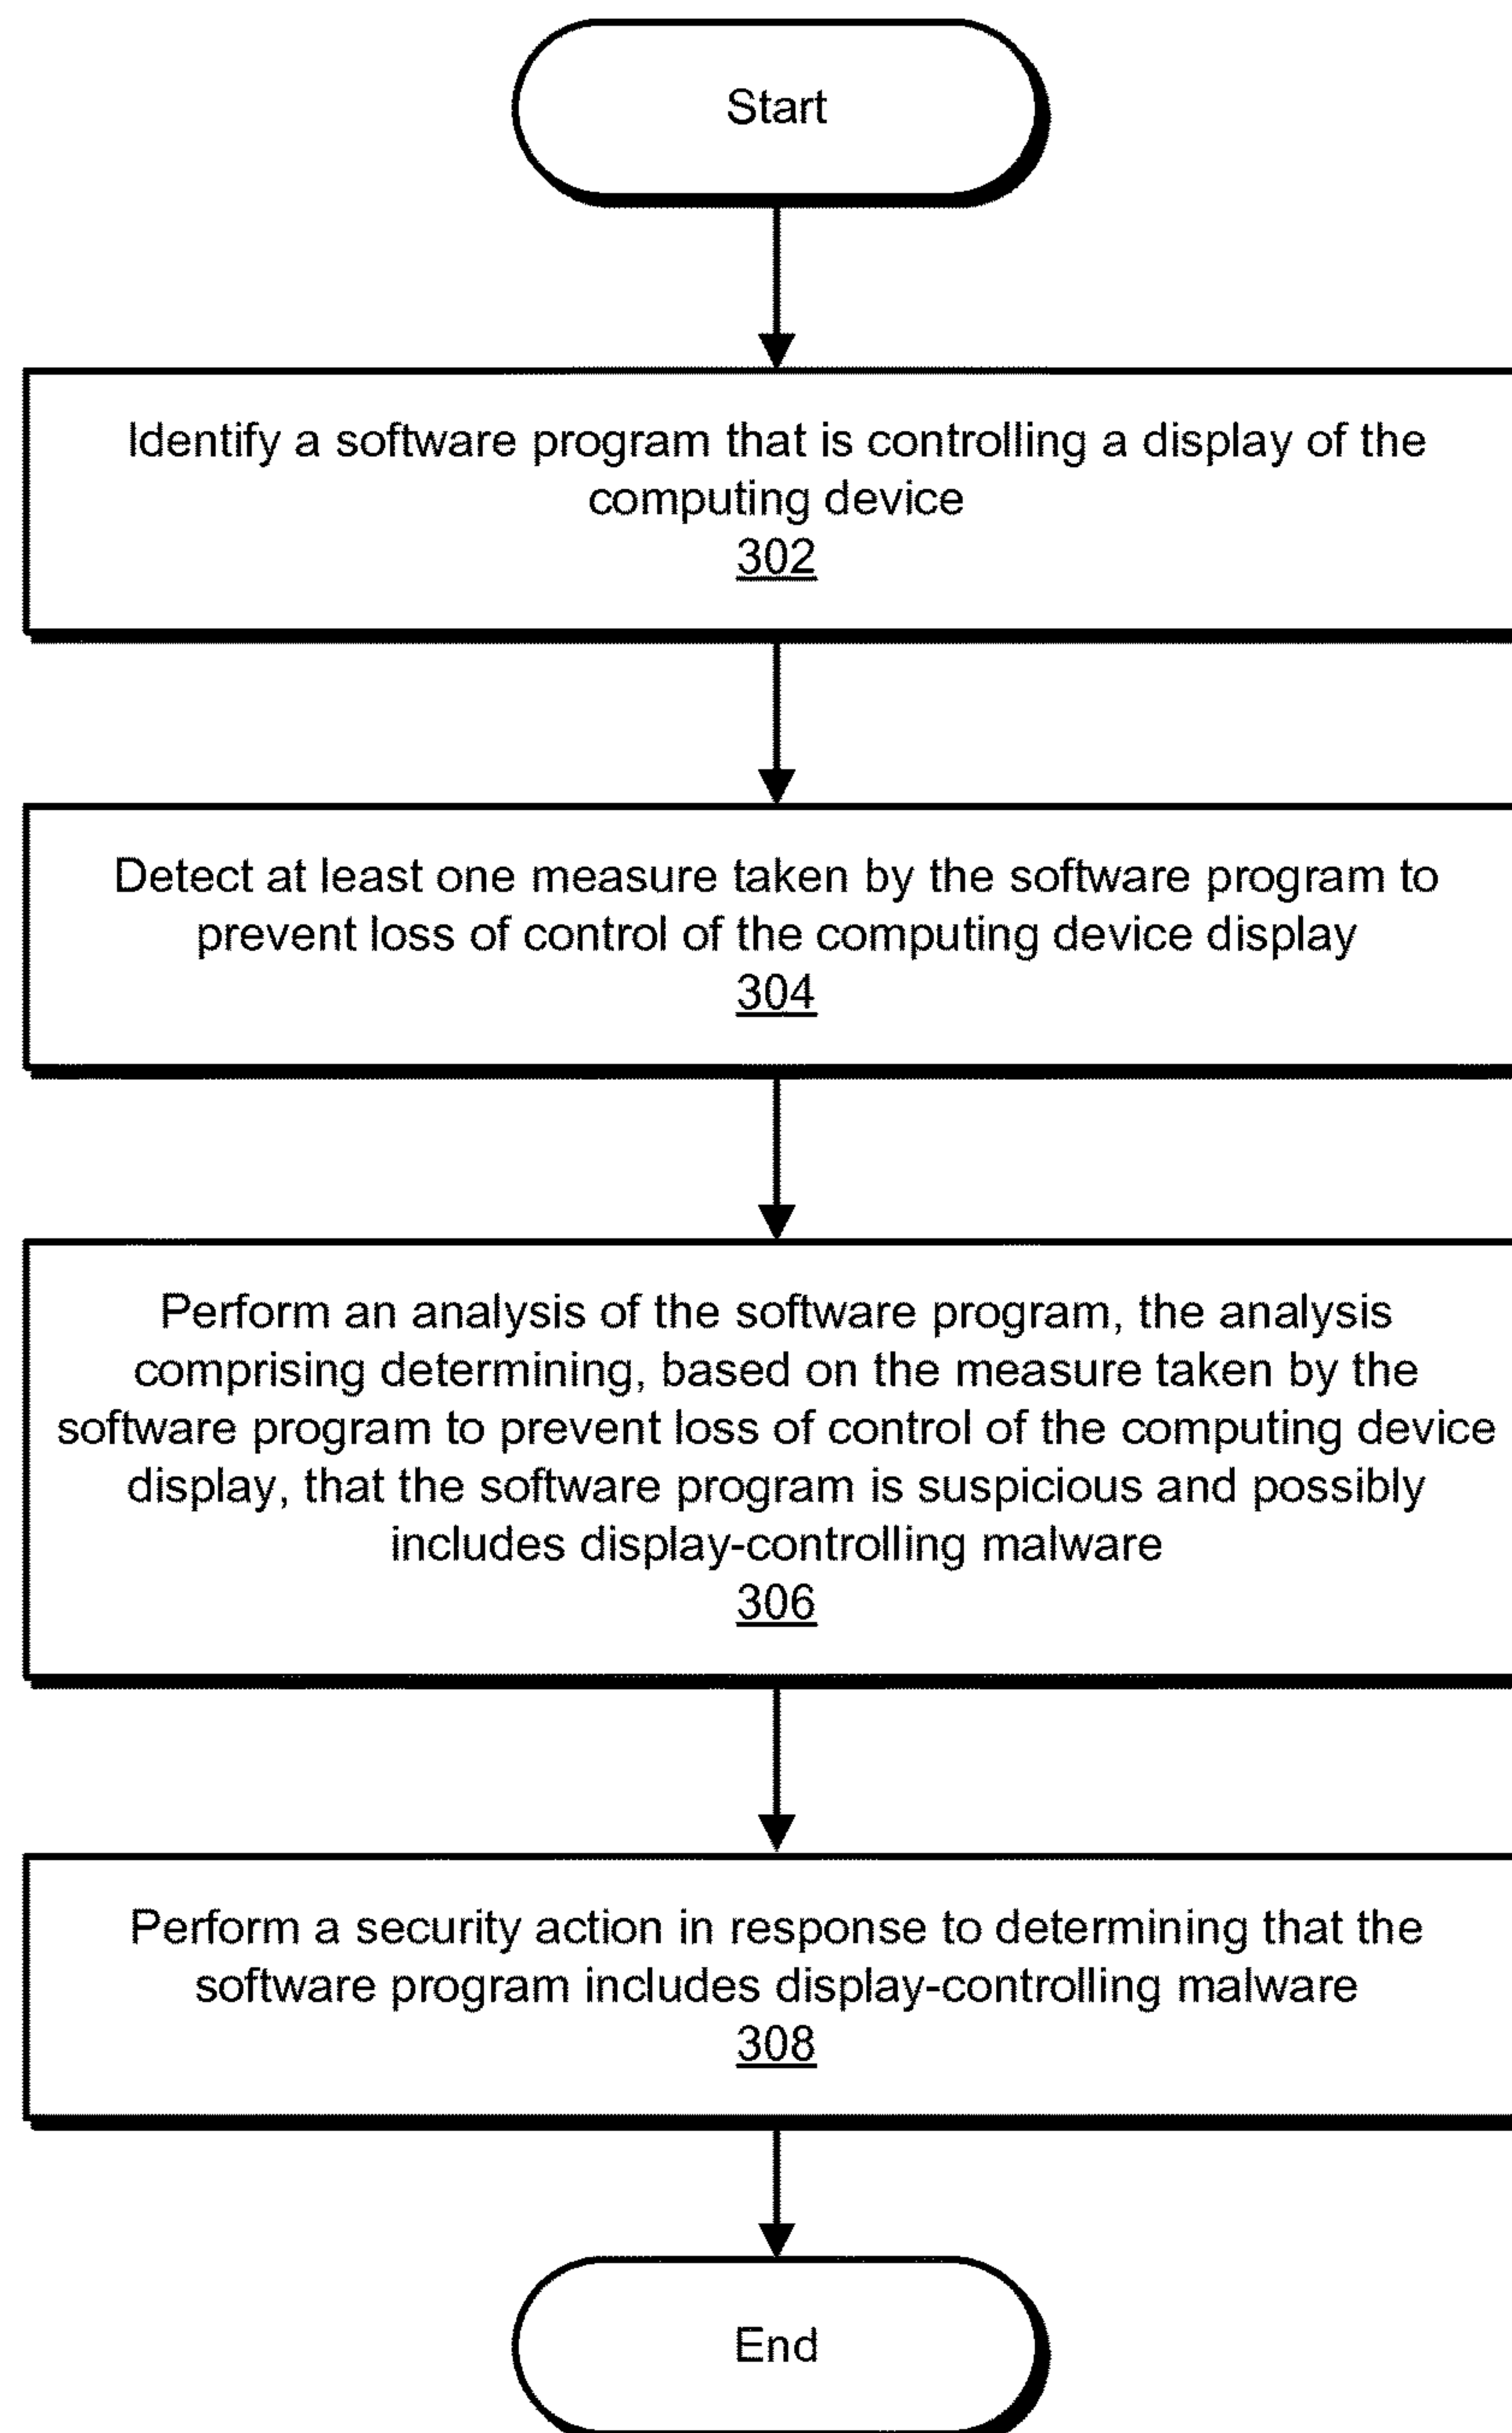 Start
Identify a software program that is controlling a display of the
computing device
302
Detect at least one measure taken by the software program to
prevent loss of control of the computing device display
304
Perform an analysis of the software program, the analysis
comprising determining, based on the measure taken by the
software program to prevent loss of control of the computing device
display, that the software program is suspicious and possibly
includes display-controlling malware
306
Perform a security action in response to determining that the
software program includes display-controlling malware
308
End